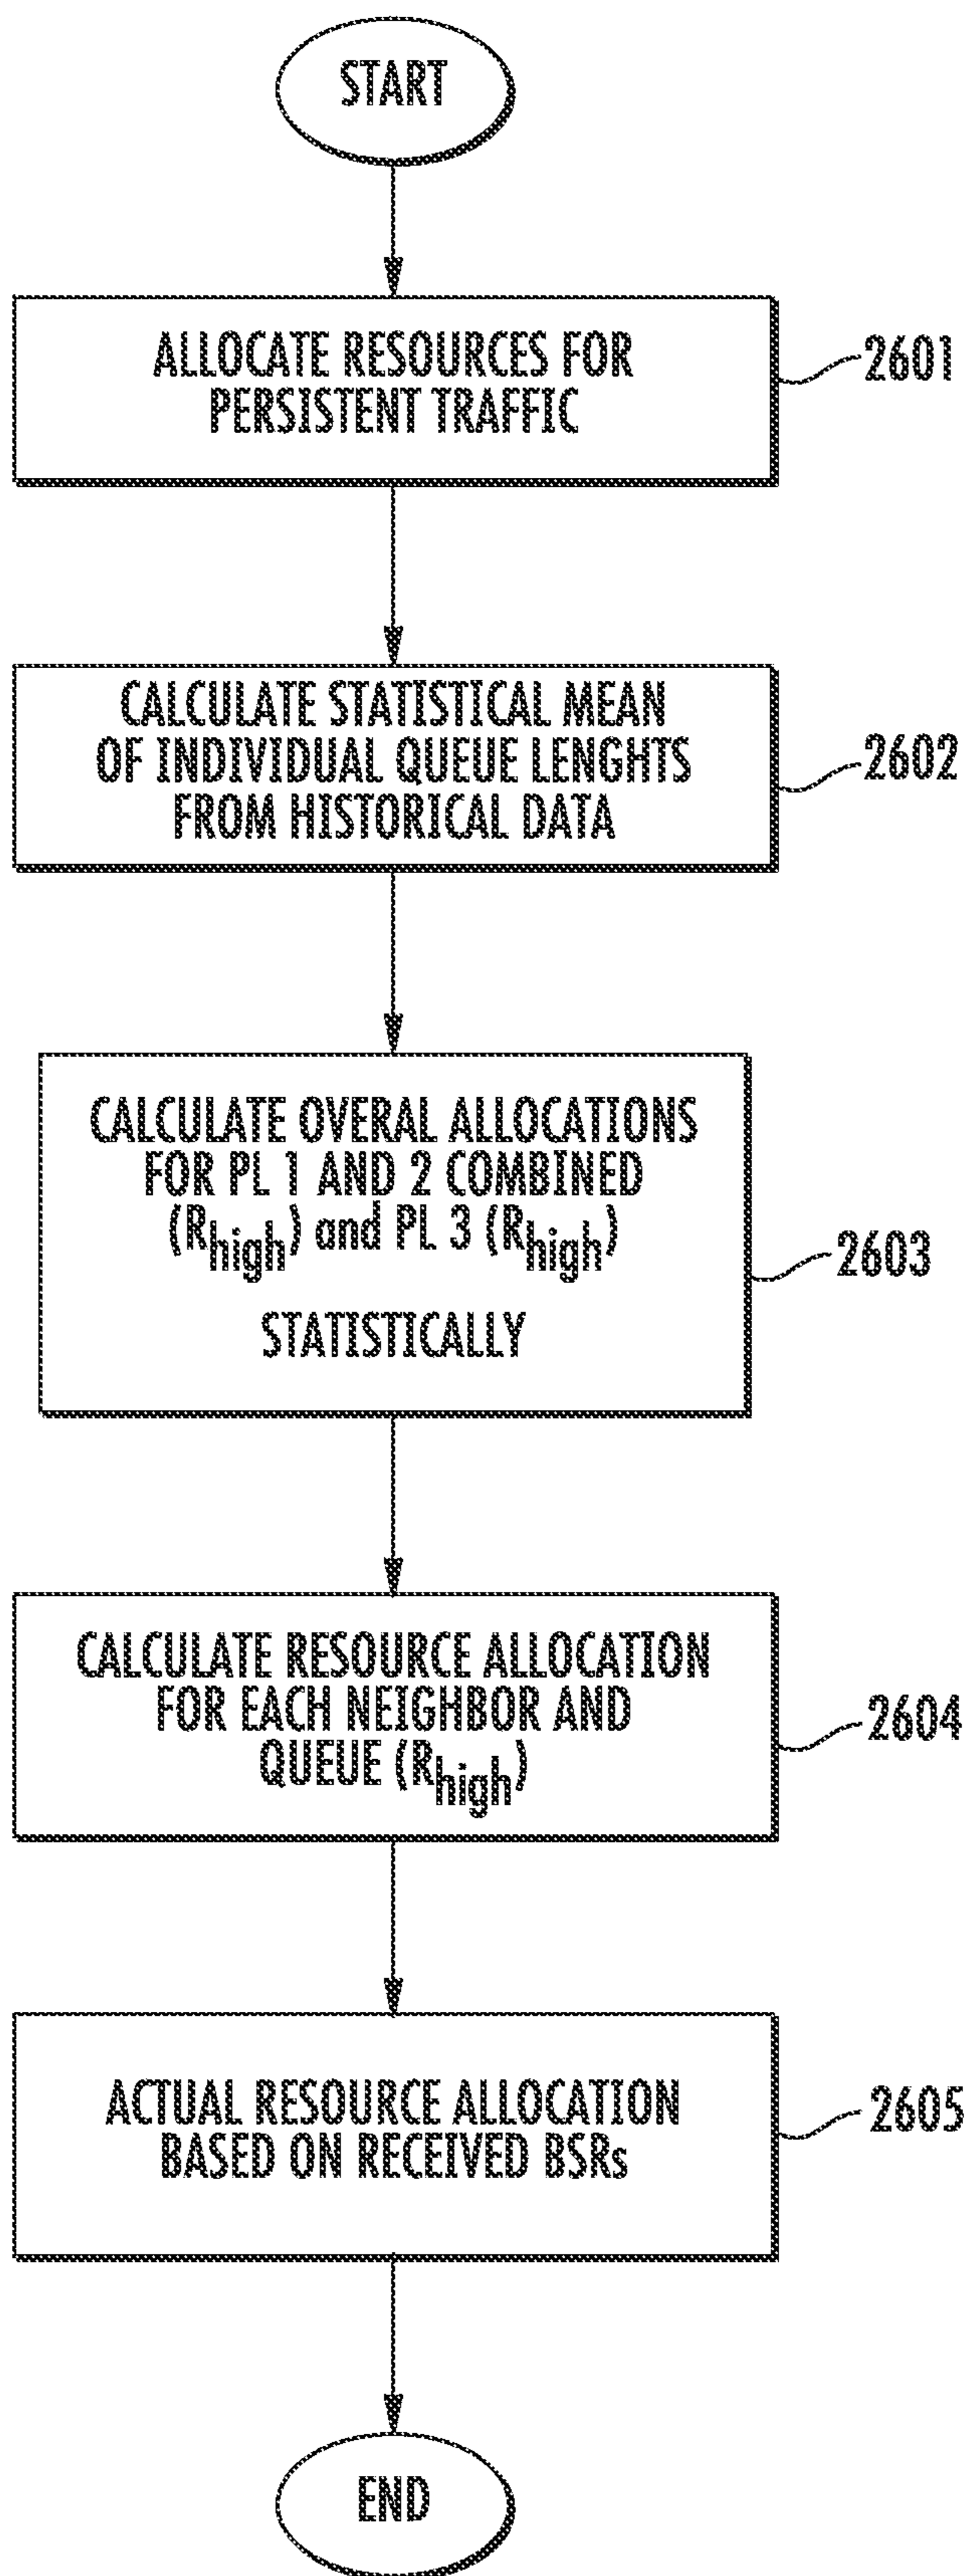 START
ALLOCATE RESOURCES FOR
PERSISTENT TRAFFIC
2601
CALCULATE STATISTICAL MEAN
OF INDIVIDUAL QUEUE LENGHTS
FROM HISTORICAL DATA
2602
CALCULATE OVERAL ALLOCATIONS
FOR PL 1 AND 2 COMBINED
(Rhigh) and PL 3 (Rhigh)
STATISTICALLY
2603
CALCULATE RESOURCE ALLOCATION
FOR EACH NEIGHBOR AND
QUEUE (Rhigh)
2604
ACTUAL RESOURCE ALLOCATION
BASED ON RECEIVED BSRs
2605
END